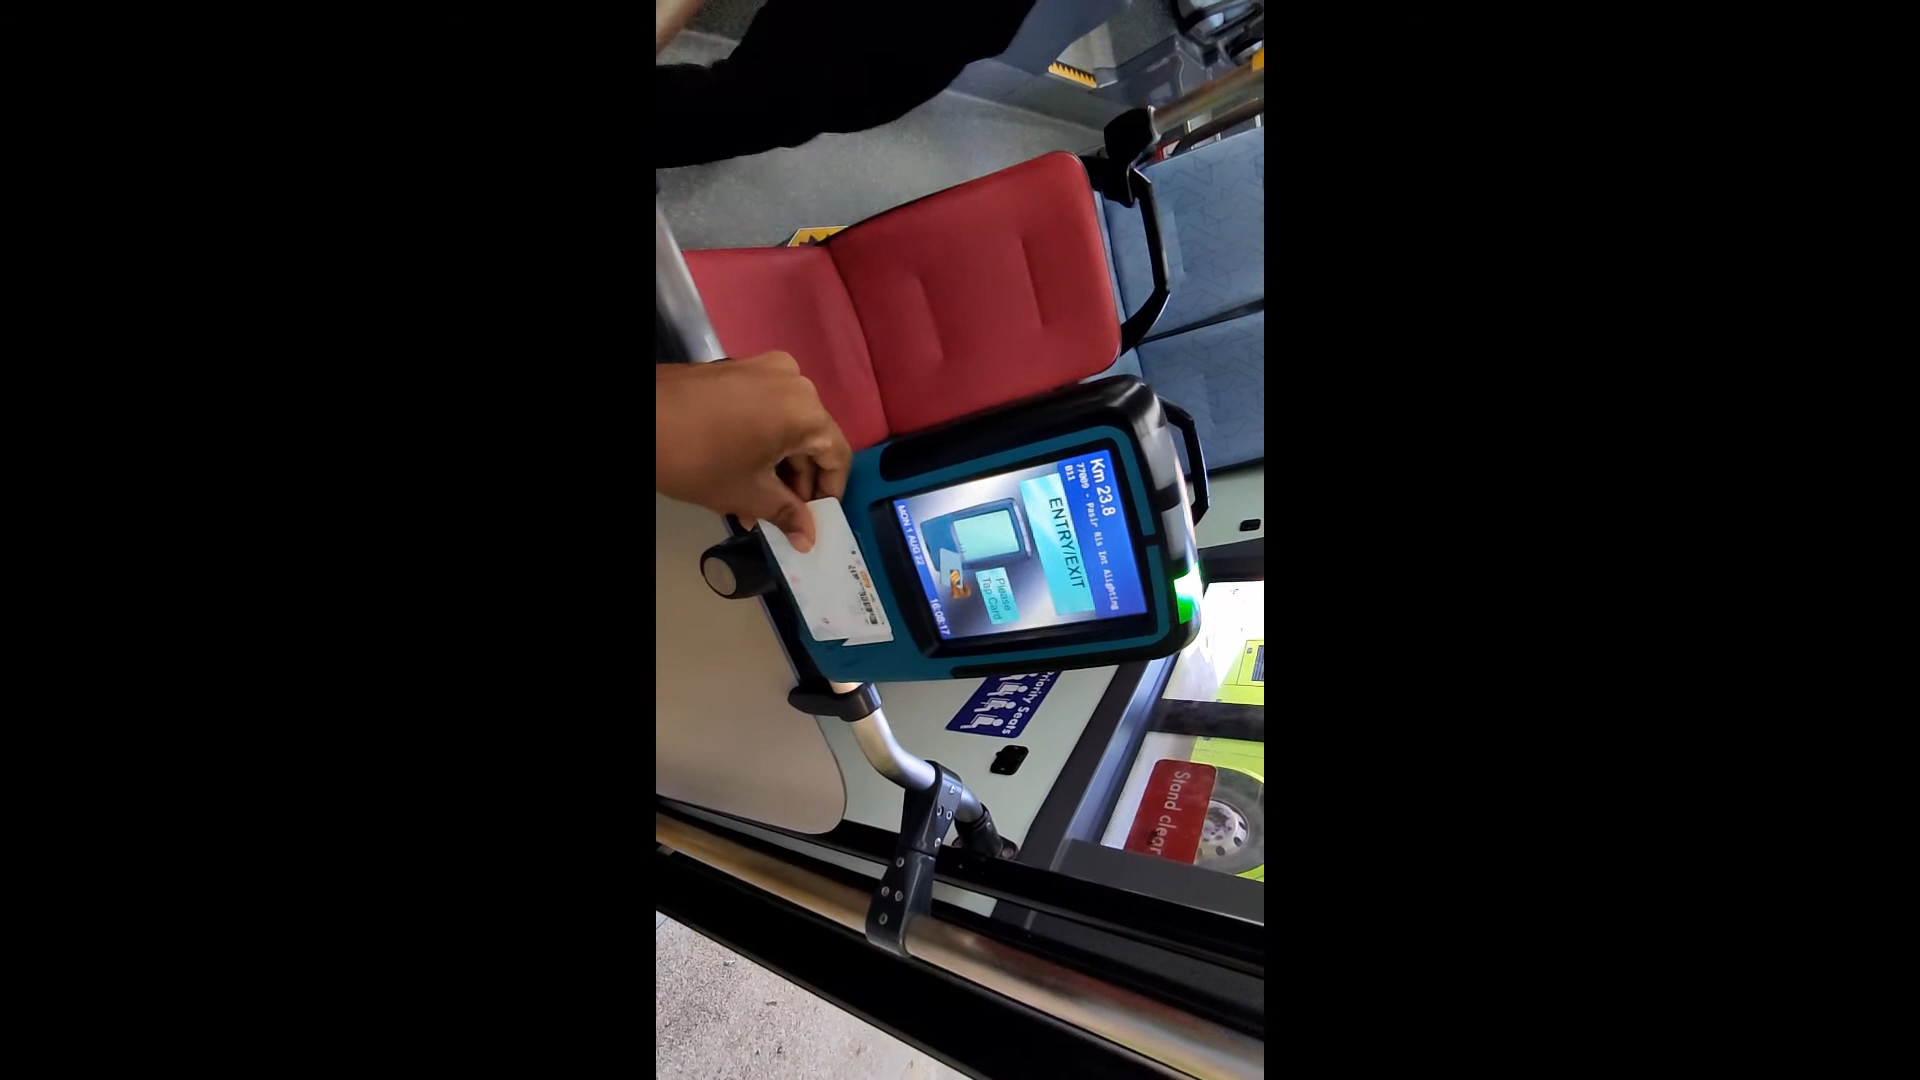 Km 23.8
77009 - Pasir Ris Int Alighting
B11
ENTRY/EXIT
Please
Tap Card
MON 1 AUG 22
16:08:17
Priority Seats
Stand clear